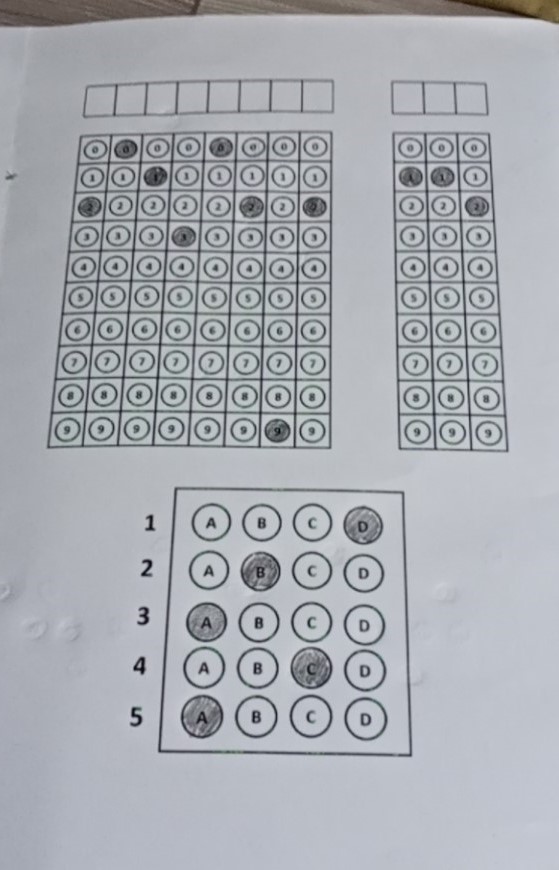 0 0 0 0 0 0 0 0 0 0 0
1 1 1 1 1 1 1 1 1 1 1
2 2 2 2 2 2 2 2 2 2 2
3 3 3 3 3 3 3 3 3 3 3
4 4 4 4 4 4 4 4 4 4 4
5 5 5 5 5 5 5 5 5 5 5
6 6 6 6 6 6 6 6 6 6 6
7 7 7 7 7 7 7 7 7 7 7
8 8 8 8 8 8 8 8 8 8 8
9 9 9 9 9 9 9 9 9 9 9
1 A B C D
2 A B C D
3 A B C D
4 A B C D
5 A B C D